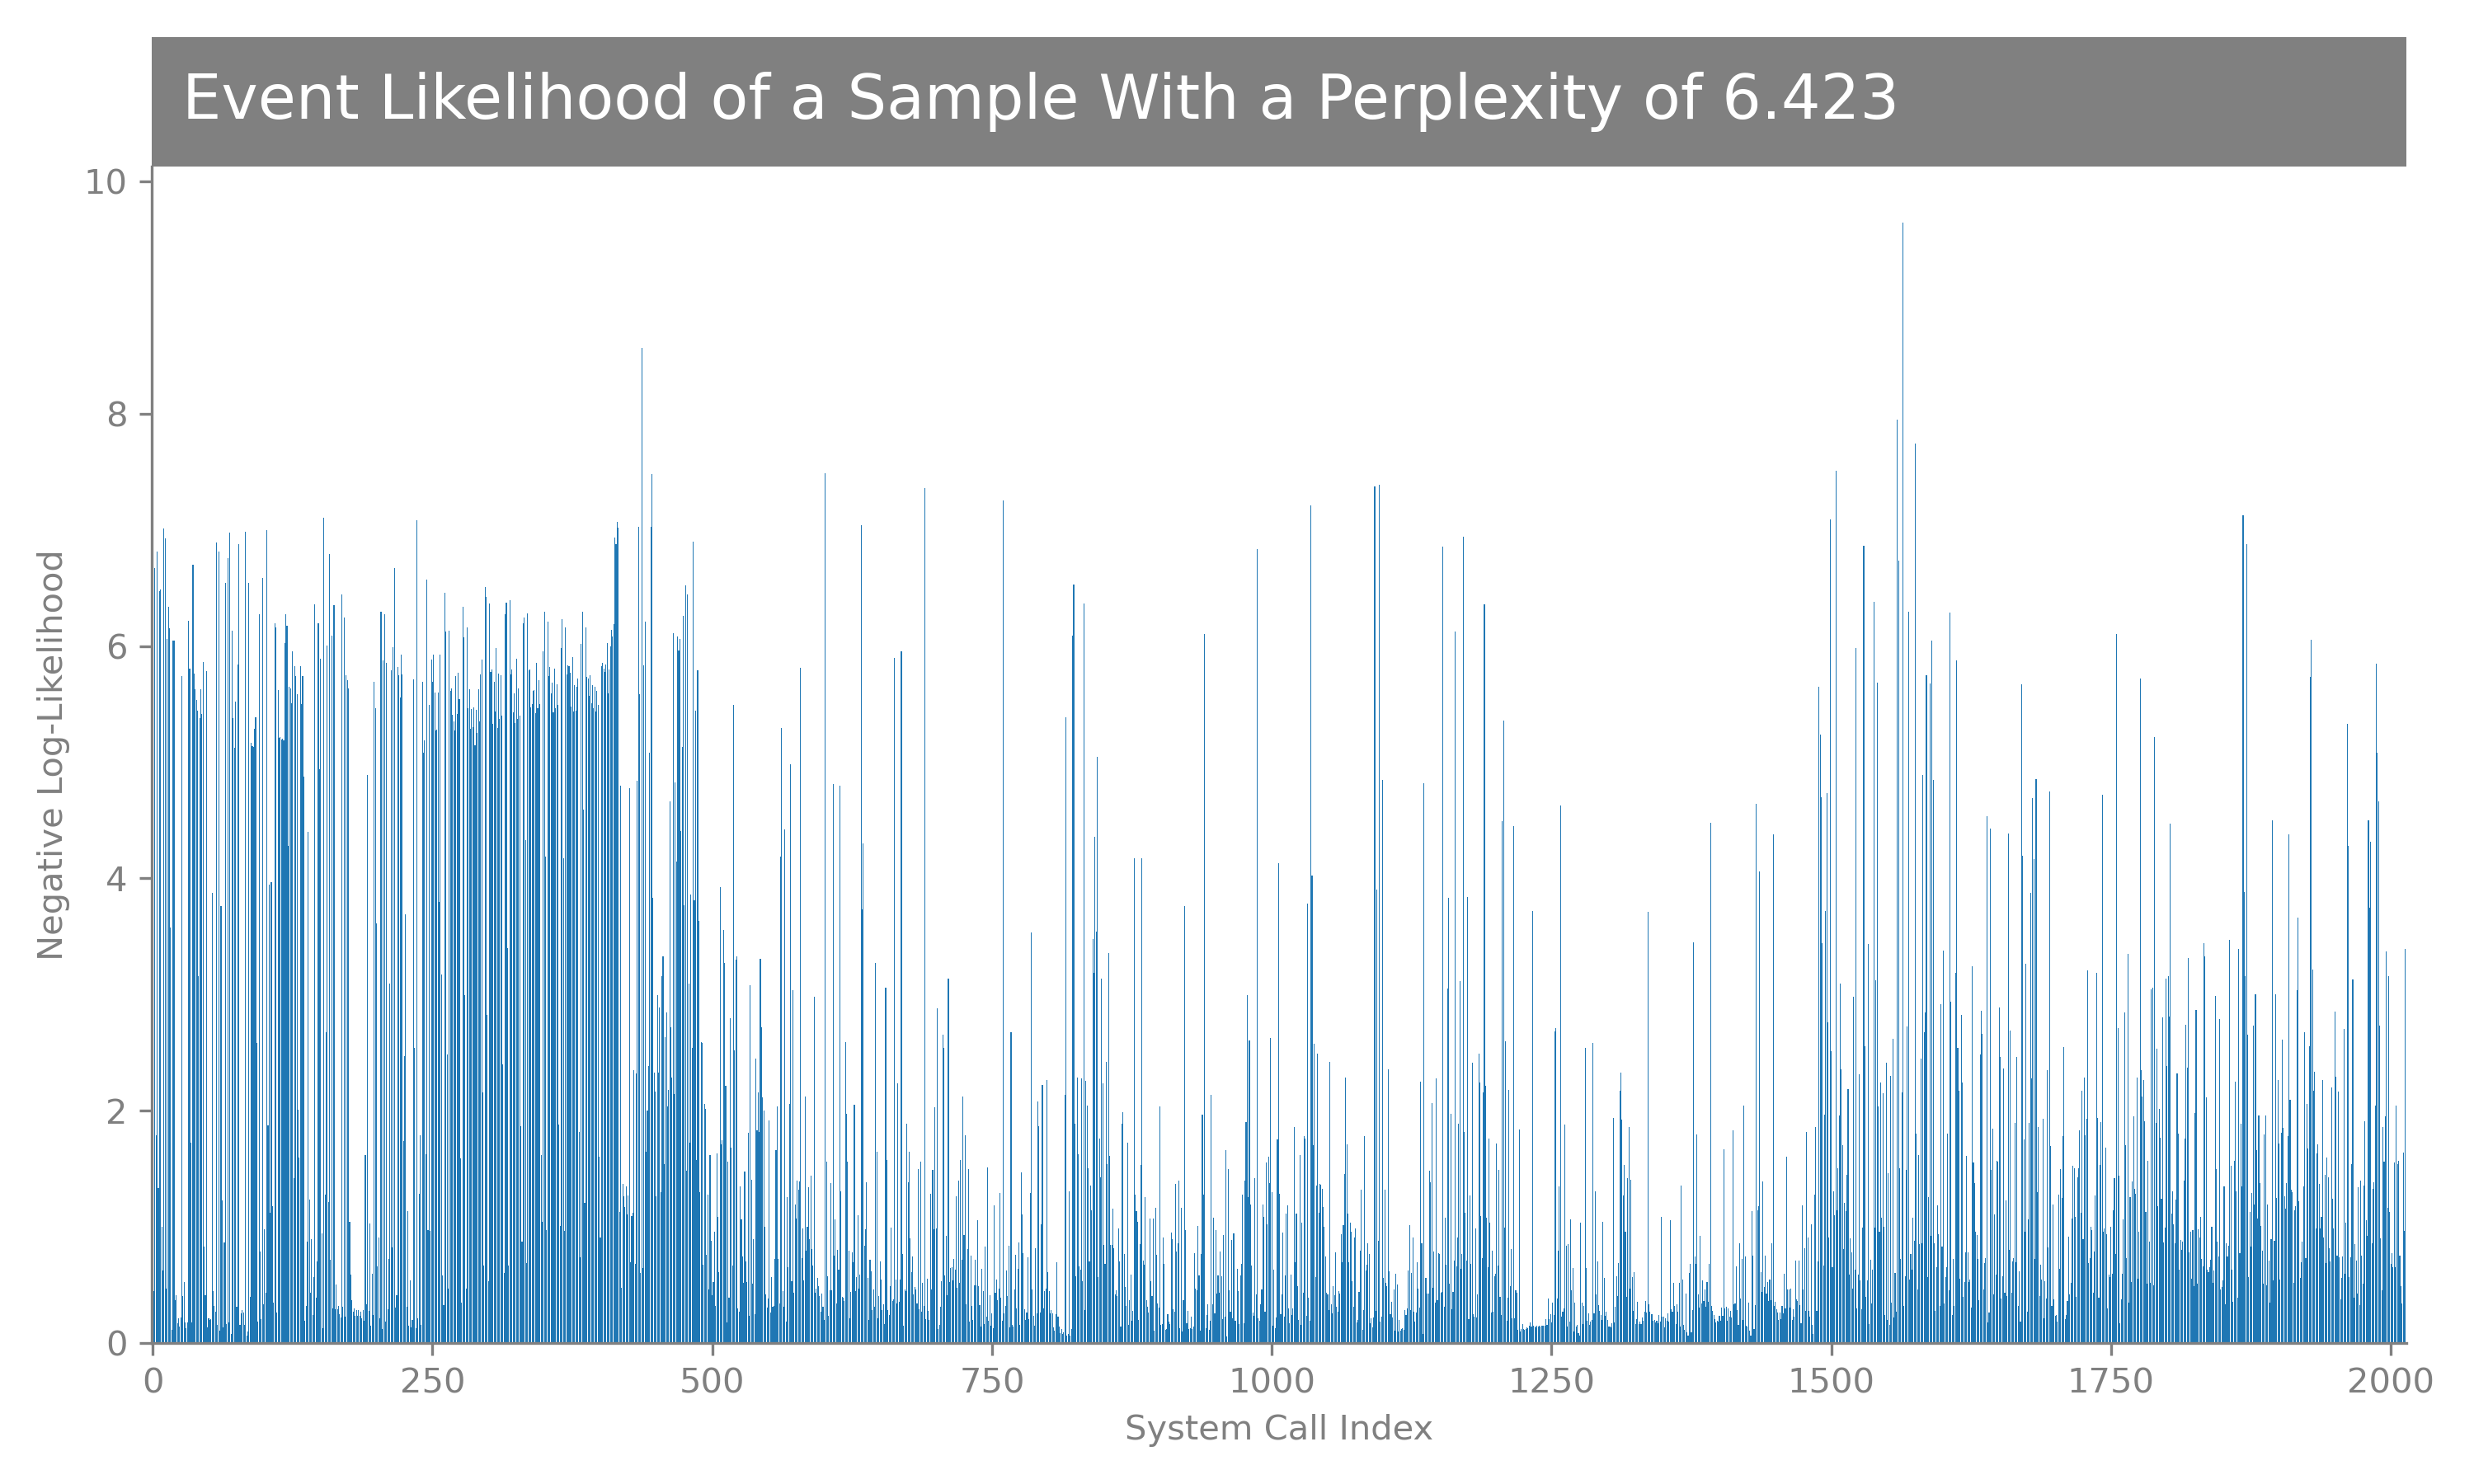 Event Likelihood of a Sample With a Perplexity of 6.423
10
8
6
4
2
0
Negative Log-Likelihood
0 250 500 750 1000 1250 1500 1750 2000
System Call Index